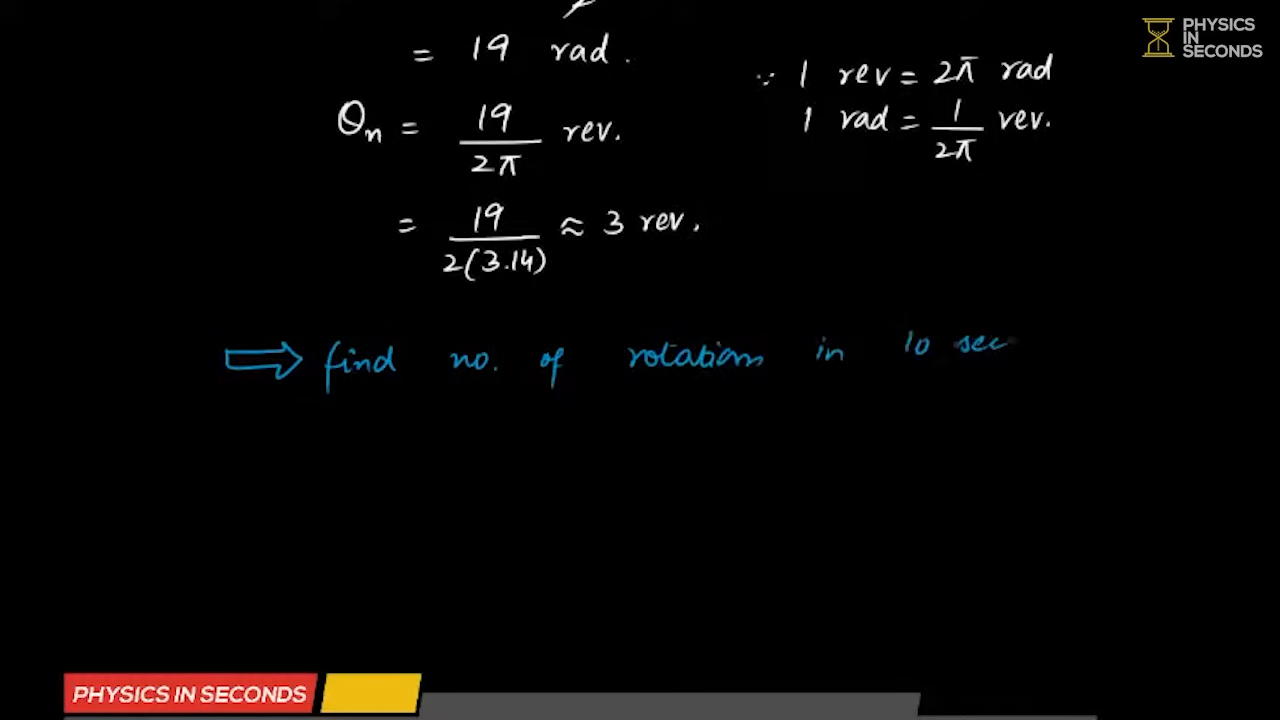 PHYSICS
IN
SECONDS
= 19 rad.
∵ 1 rev = 2π rad
θn = 19/2π rev.
1 rad = 1/2π rev.
= 19/2(3.14) ≈ 3 rev.
⇒ find no. of rotations in 10 sec
PHYSICS IN SECONDS